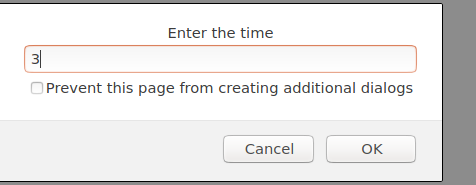 Enter the time
3
Prevent this page from creating additional dialogs
Cancel OK